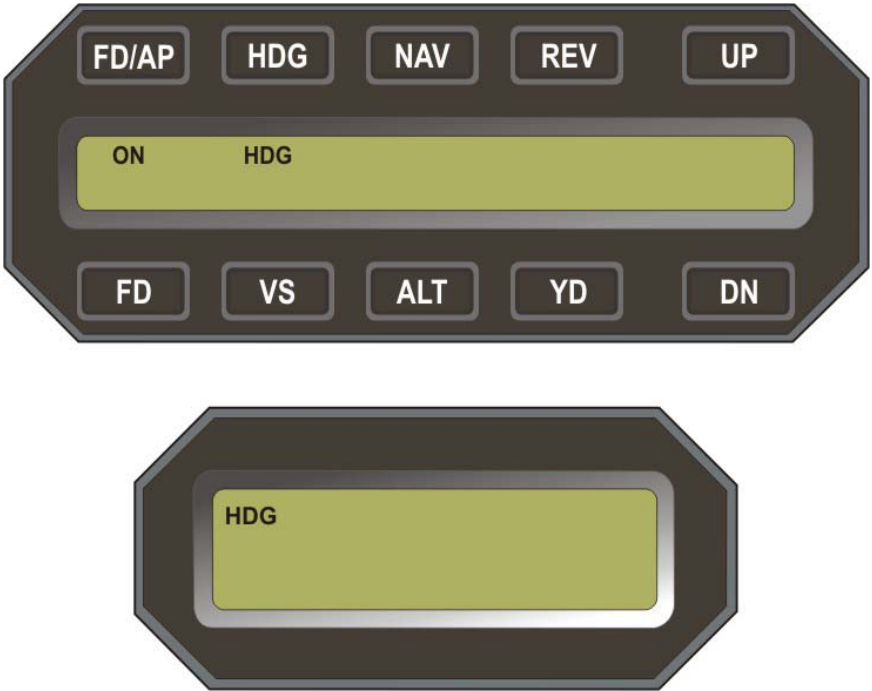 FD/AP HDG NAV REV UP
ON HDG
FD VS ALT YD DN
HDG